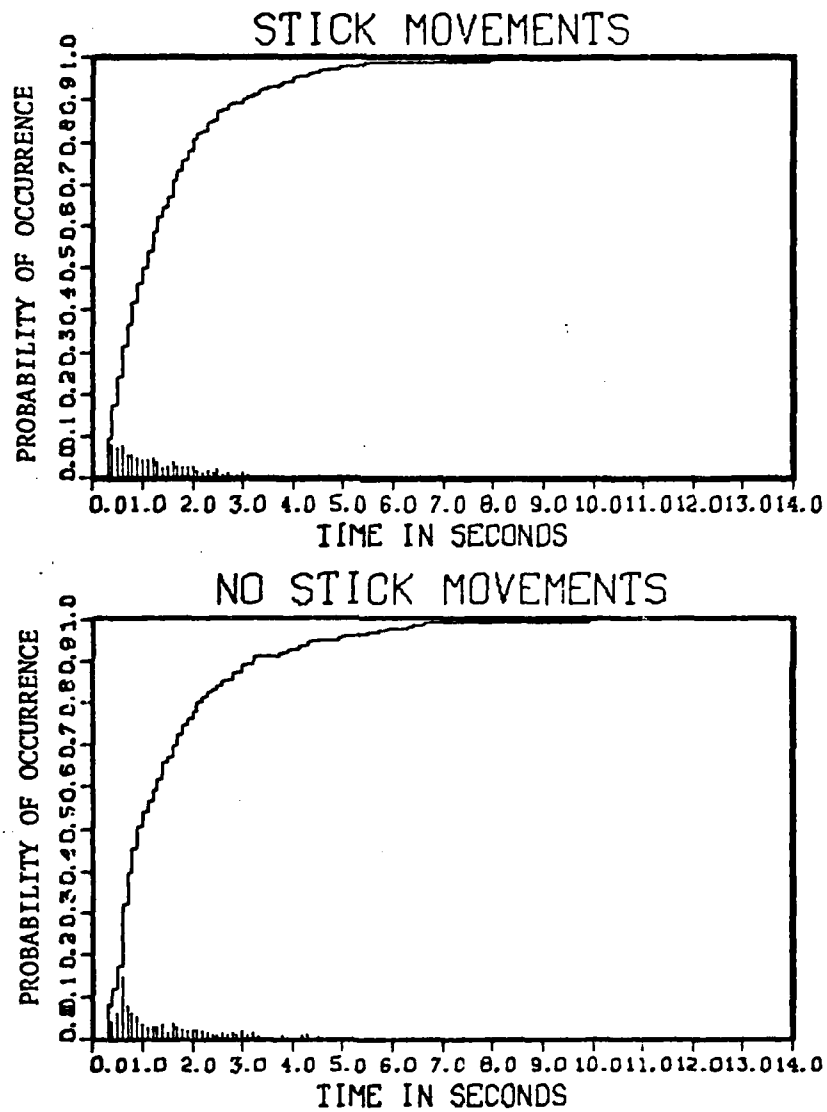 STICK MOVEMENTS
PROBABILITY OF OCCURRENCE
0.0 0.1 0.2 0.3 0.4 0.5 0.6 0.7 0.8 0.9 1.0
0.0 1.0 2.0 3.0 4.0 5.0 6.0 7.0 8.0 9.0 10.0 11.0 12.0 13.0 14.0
TIME IN SECONDS
NO STICK MOVEMENTS
PROBABILITY OF OCCURRENCE
0.0 0.1 0.2 0.3 0.4 0.5 0.6 0.7 0.8 0.9 1.0
0.0 1.0 2.0 3.0 4.0 5.0 6.0 7.0 8.0 9.0 10.0 11.0 12.0 13.0 14.0
TIME IN SECONDS